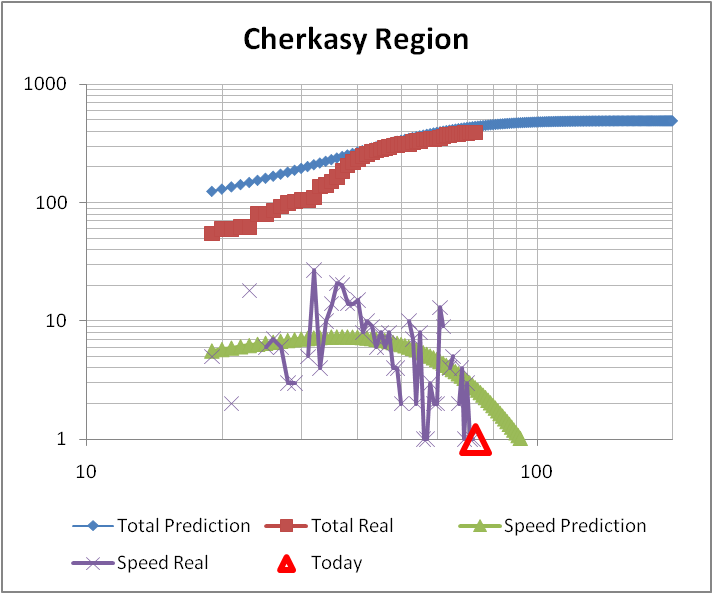 Cherkasy Region
1000
100
10
1
10 100
Total Prediction Total Real Speed Prediction
Speed Real Today